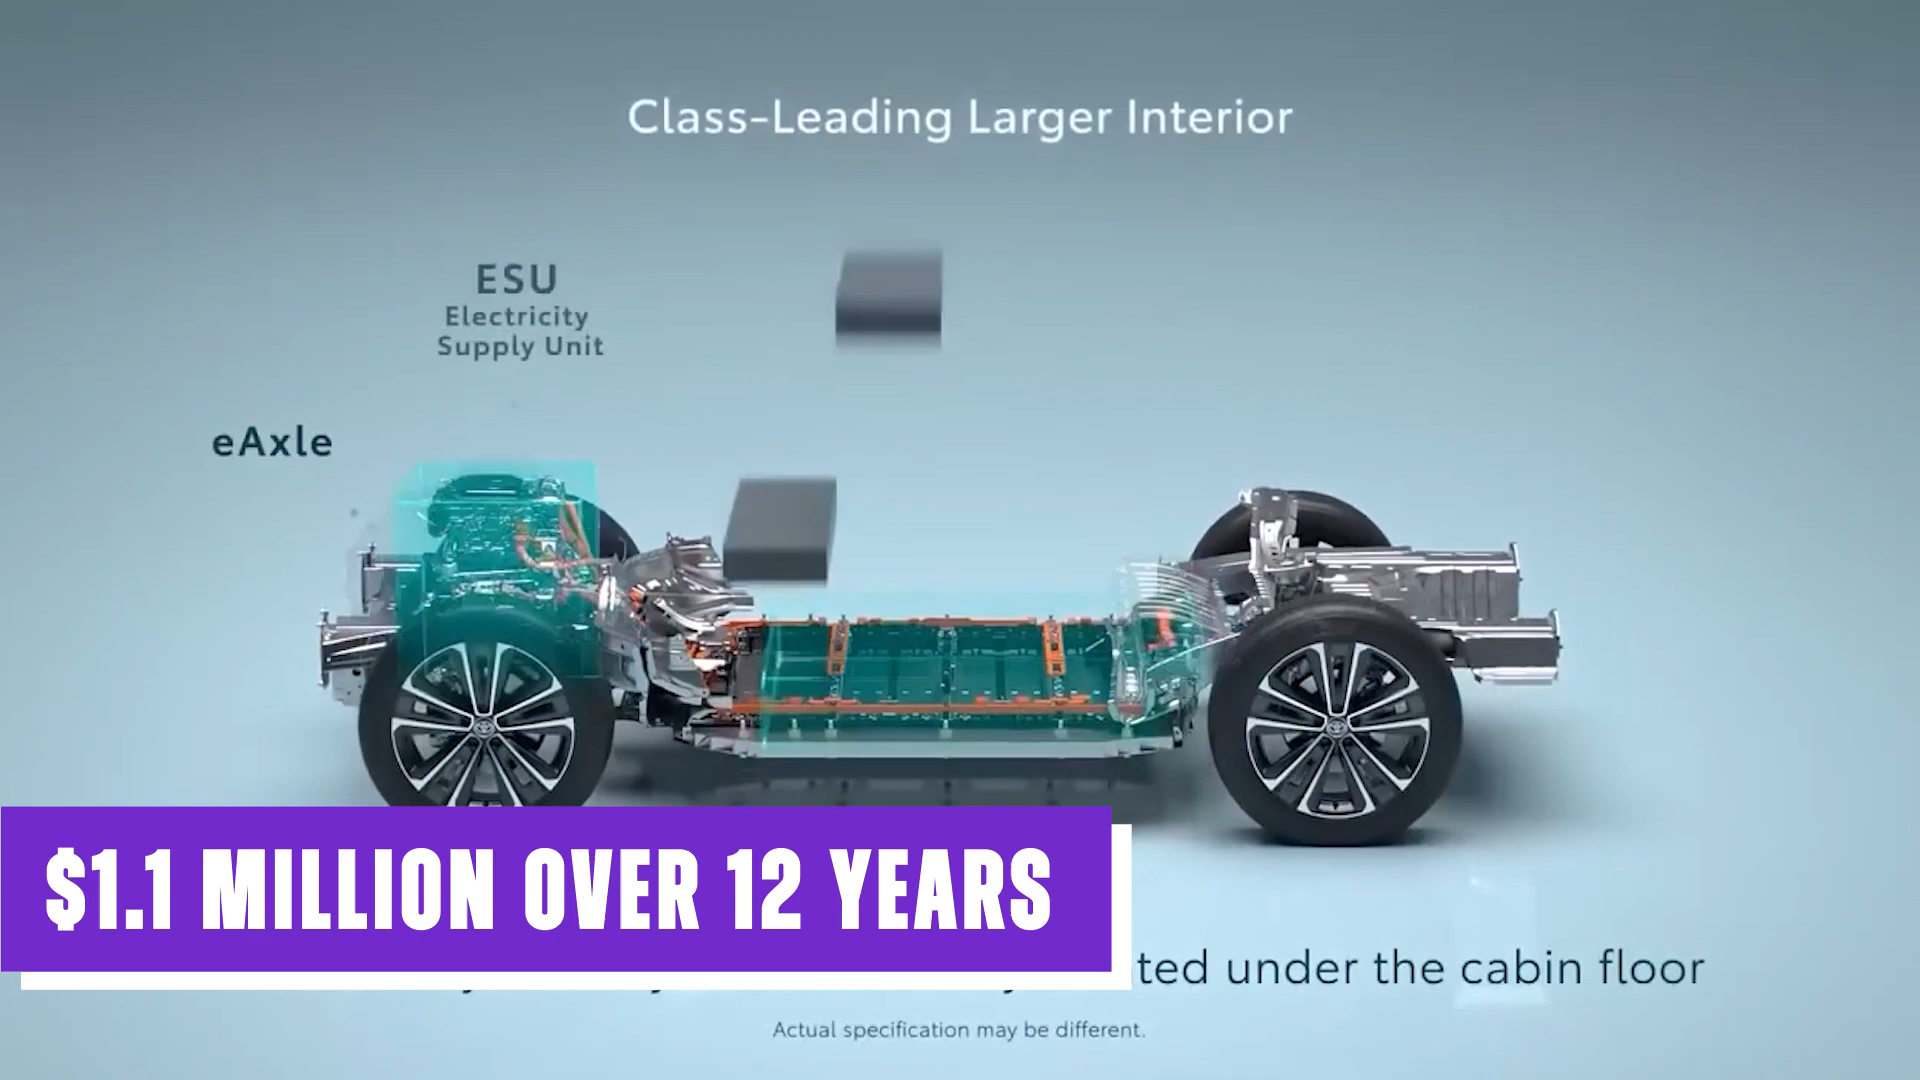 Class-Leading Larger Interior
ESU
Electricity
Supply Unit
eAxle
$1.1 MILLION OVER 12 YEARS
ted under the cabin floor
Actual specification may be different.